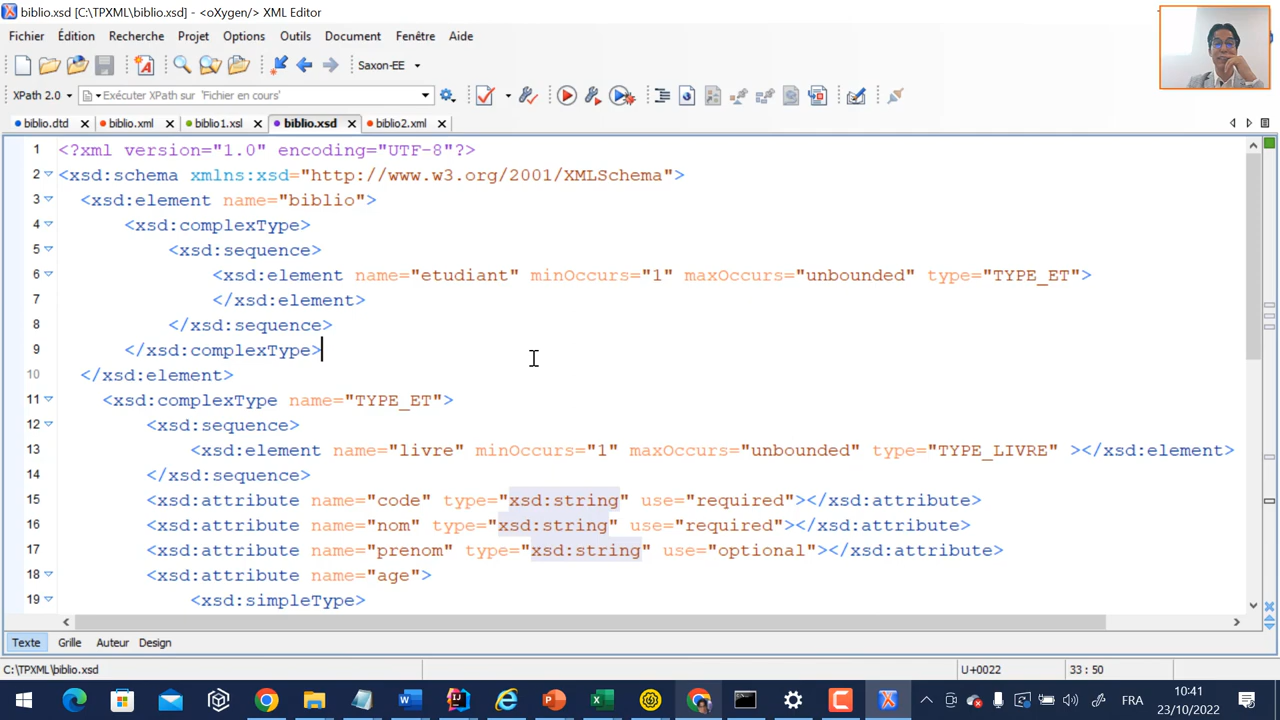 biblio.xsd [C:\TPXML\biblio.xsd] - <oXygen/> XML Editor
Fichier Édition Recherche Projet Options Outils Document Fenêtre Aide
Saxon-EE
XPath 2.0 Exécuter XPath sur 'Fichier en cours'
biblio.dtd biblio.xml biblio1.xsl biblio.xsd biblio2.xml
1 <?xml version="1.0" encoding="UTF-8"?>
2 <xsd:schema xmlns:xsd="http://www.w3.org/2001/XMLSchema">
3 <xsd:element name="biblio">
4 <xsd:complexType>
5 <xsd:sequence>
6 <xsd:element name="etudiant" minOccurs="1" maxOccurs="unbounded" type="TYPE_ET">
7 </xsd:element>
8 </xsd:sequence>
9 </xsd:complexType>
10 </xsd:element>
11 <xsd:complexType name="TYPE_ET">
12 <xsd:sequence>
13 <xsd:element name="livre" minOccurs="1" maxOccurs="unbounded" type="TYPE_LIVRE" ></xsd:element>
14 </xsd:sequence>
15 <xsd:attribute name="code" type="xsd:string" use="required"></xsd:attribute>
16 <xsd:attribute name="nom" type="xsd:string" use="required"></xsd:attribute>
17 <xsd:attribute name="prenom" type="xsd:string" use="optional"></xsd:attribute>
18 <xsd:attribute name="age">
19 <xsd:simpleType>
Texte Grille Auteur Design
C:\TPXML\biblio.xsd U+0022 33 : 50
FRA
10:41
23/10/2022